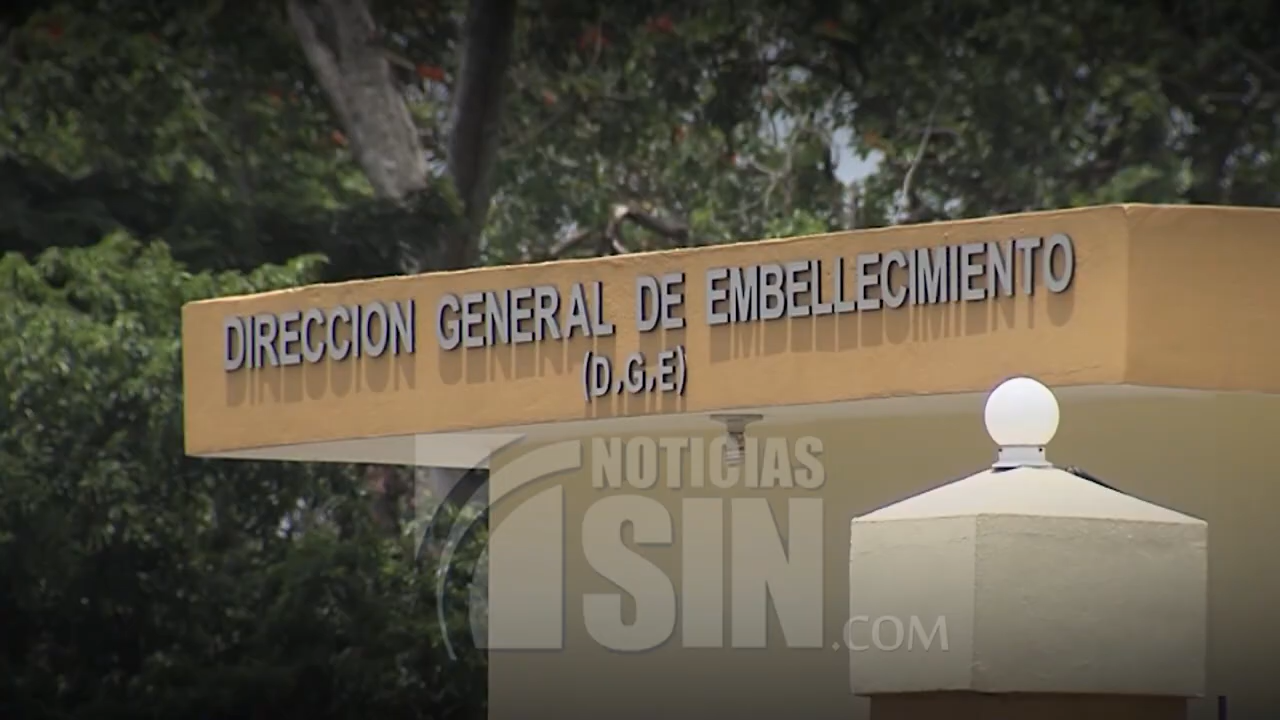 DIRECCION GENERAL DE EMBELLECIMIENTO
(D.G.E)
NOTICIAS
SIN
.COM